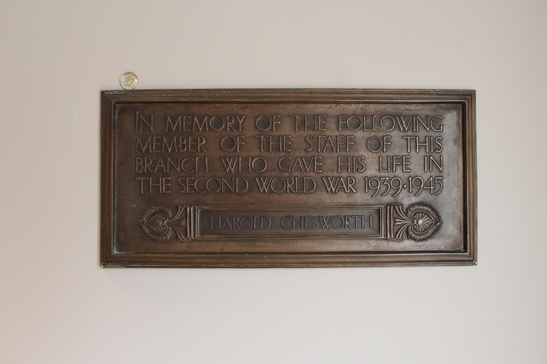 IN MEMORY OF THE FOLLOWING
MEMBER OF THE STAFF OF THIS
BRANCH WHO GAVE HIS LIFE IN
THE SECOND WORLD WAR 1939·1945
HAROLD CHESWORTH